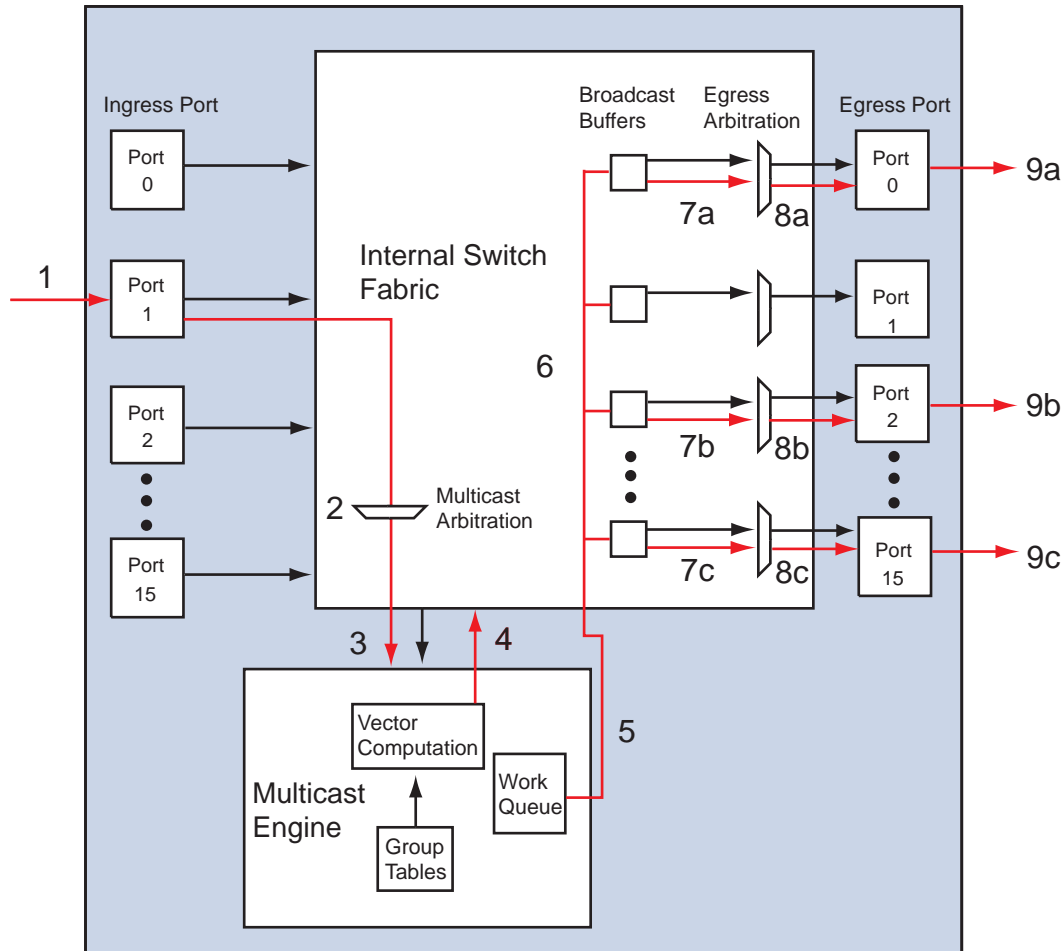 Ingress Port
Broadcast
Buffers
Egress
Arbitration
Egress Port
Port
0
Port
0
9a
7a
8a
1
Port
1
Internal Switch
Fabric
Port
1
6
Port
2
Port
2
9b
7b
8b
2
Multicast
Arbitration
Port
15
Port
15
9c
7c
8c
3
4
5
Vector
Computation
Work
Queue
Multicast
Engine
Group
Tables